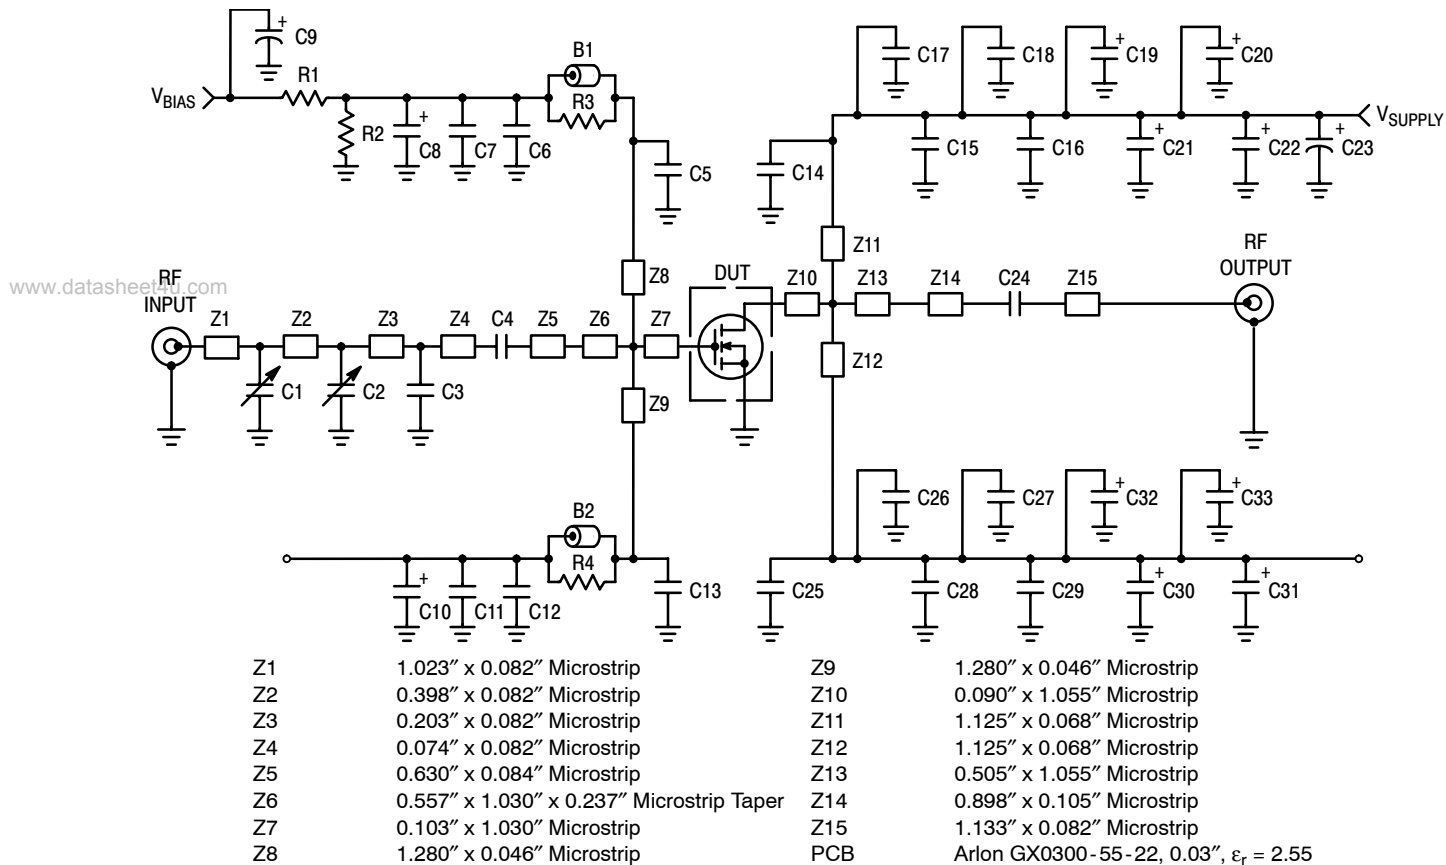 C9
+
R1
V_BIAS
R2
+
C8
C7
C6
B1
R3
C5
C17
C18
+
C19
+
C20
V_SUPPLY
C15
C16
+
C21
+
C22
+
C23
C14
Z11
RF
OUTPUT
www.datasheet4u.com
RF
INPUT
Z1
Z2
Z3
Z4
C4
Z5
Z6
Z8
Z7
DUT
Z10
Z13
Z14
C24
Z15
Z12
C1
C2
C3
Z9
B2
R4
+
C10
C11
C12
C13
C26
C27
+
C32
+
C33
C25
C28
C29
+
C30
+
C31
Z1 1.023″ x 0.082″ Microstrip
Z2 0.398″ x 0.082″ Microstrip
Z3 0.203″ x 0.082″ Microstrip
Z4 0.074″ x 0.082″ Microstrip
Z5 0.630″ x 0.084″ Microstrip
Z6 0.557″ x 1.030″ x 0.237″ Microstrip Taper
Z7 0.103″ x 1.030″ Microstrip
Z8 1.280″ x 0.046″ Microstrip
Z9 1.280″ x 0.046″ Microstrip
Z10 0.090″ x 1.055″ Microstrip
Z11 1.125″ x 0.068″ Microstrip
Z12 1.125″ x 0.068″ Microstrip
Z13 0.505″ x 1.055″ Microstrip
Z14 0.898″ x 0.105″ Microstrip
Z15 1.133″ x 0.082″ Microstrip
PCB Arlon GX0300-55-22, 0.03″, εr = 2.55